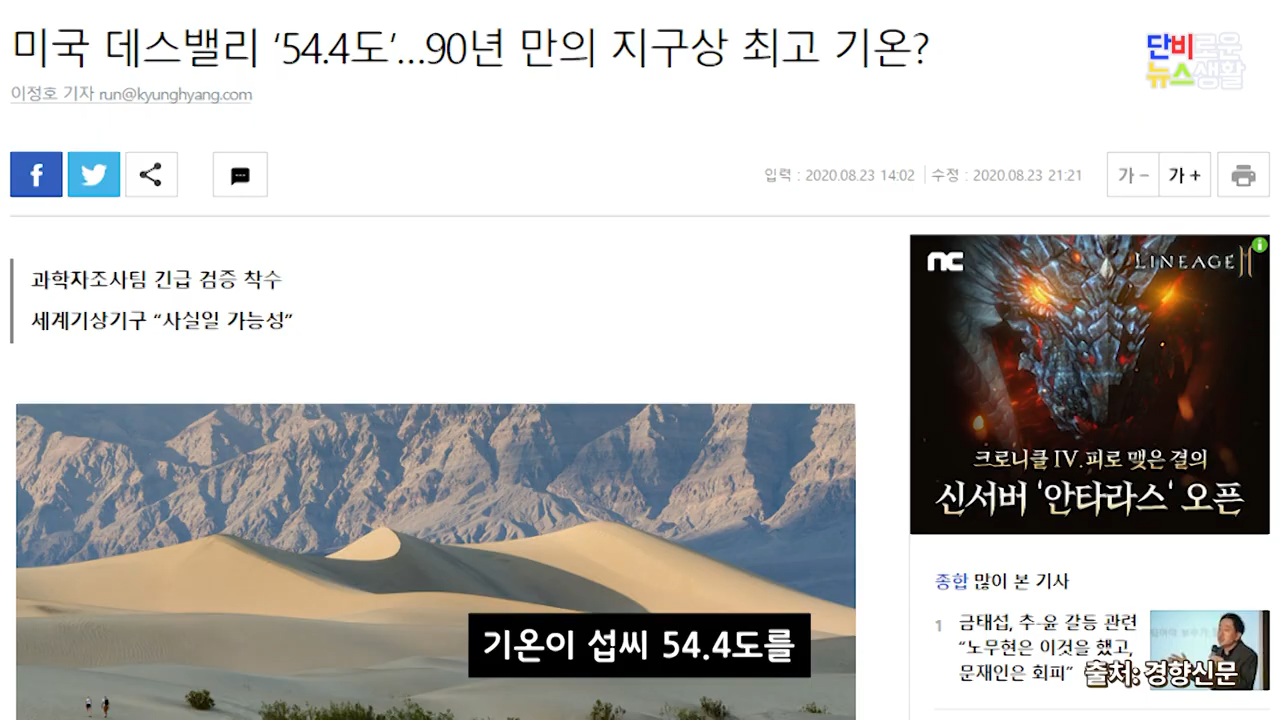 미국 데스밸리 ‘54.4도’…90년 만의 지구상 최고 기온?
단비로운
뉴스생활
이정호 기자 run@kyunghyang.com
f
입력 : 2020.08.23 14:02 수정 : 2020.08.23 21:21
가 - 가 +
과학자조사팀 긴급 검증 착수
세계기상기구 “사실일 가능성”
nc LINEAGE II
크로니클 IV. 피로 맺은 결의
신서버 '안타라스' 오픈
종합 많이 본 기사
1 금태섭, 추-윤 갈등 관련
“노무현은 이것을 했고,
문재인은 회피”
기온이 섭씨 54.4도를
출처: 경향신문